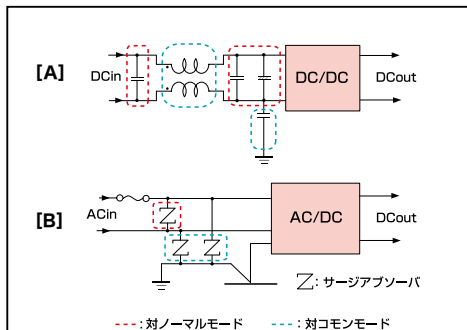 [A]
DCin
DC/DC
DCout
[B]
ACin
AC/DC
DCout
：サージアブソーバ
：対ノーマルモード
：対コモンモード